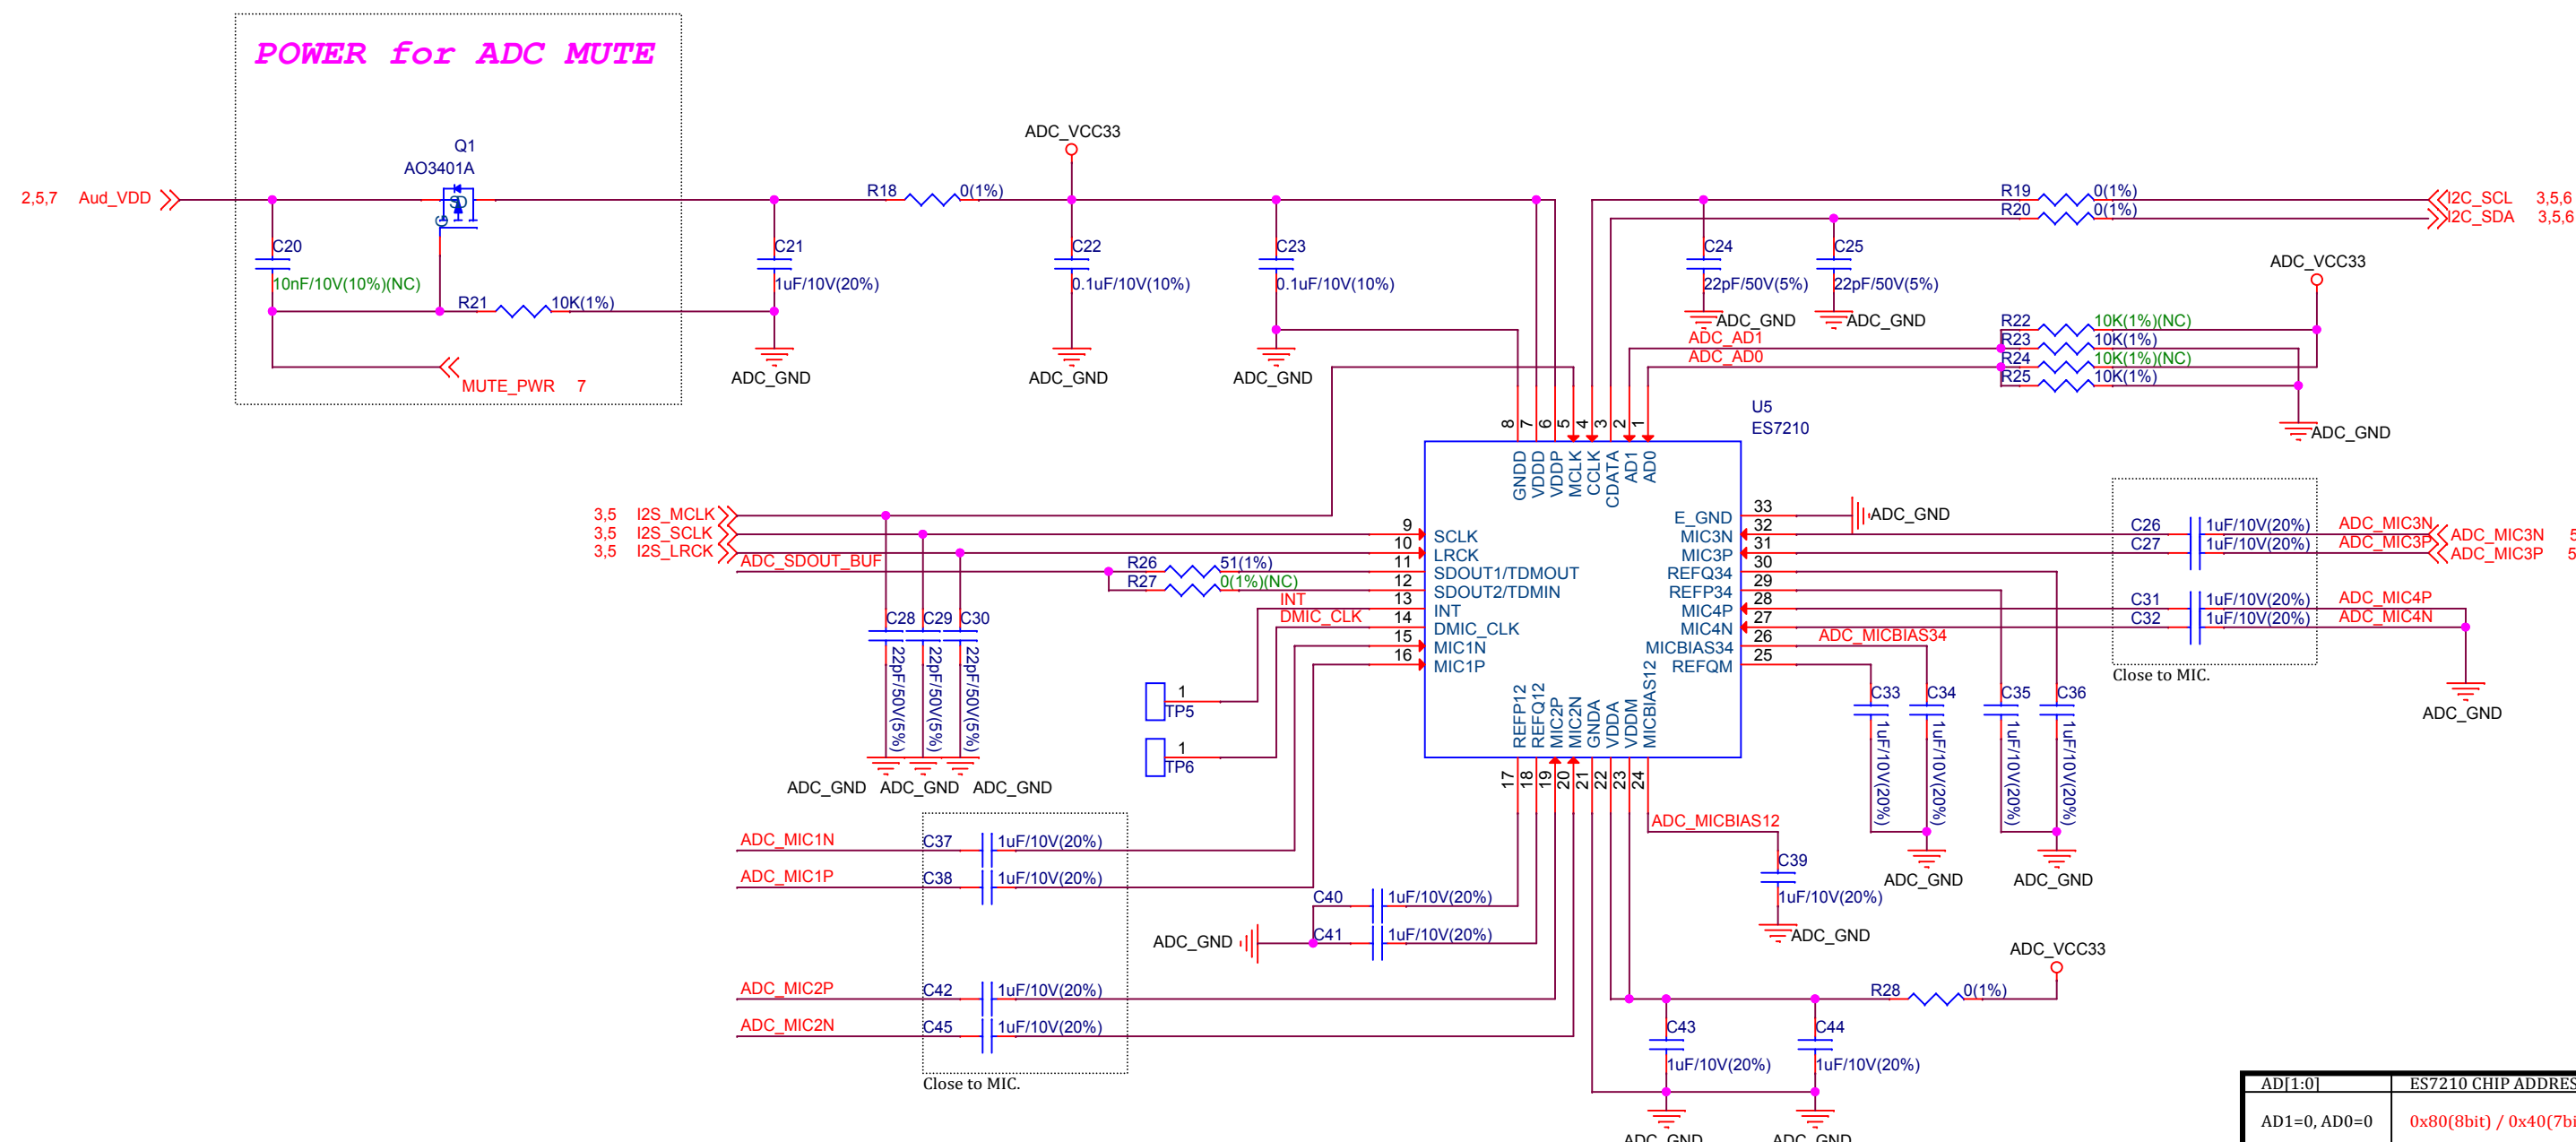 POWER for ADC MUTE
Q1
AO3401A
2,5,7 Aud_VDD
C20
10nF/10V(10%)(NC)
R21 10K(1%)
MUTE_PWR 7
C21
1uF/10V(20%)
ADC_GND
R18 0(1%)
ADC_VCC33
C22
0.1uF/10V(10%)
ADC_GND
C23
0.1uF/10V(10%)
ADC_GND
R19 0(1%)
R20 0(1%)
I2C_SCL 3,5,6
I2C_SDA 3,5,6
C24
22pF/50V(5%)
ADC_GND
C25
22pF/50V(5%)
ADC_GND
ADC_VCC33
ADC_AD1
ADC_AD0
R22 10K(1%)(NC)
R23 10K(1%)
R24 10K(1%)(NC)
R25 10K(1%)
ADC_GND
U5
ES7210
8 7 6 5 4 3 2 1
GNDD VDDD VDDP MCLK CCLK CDATA AD1 AD0
3,5 I2S_MCLK
3,5 I2S_SCLK
3,5 I2S_LRCK
ADC_SDOUT_BUF
R26 51(1%)
R27 0(1%)(NC)
INT
DMIC_CLK
9 SCLK
10 LRCK
11 SDOUT1/TDMOUT
12 SDOUT2/TDMIN
13 INT
14 DMIC_CLK
15 MIC1N
16 MIC1P
E_GND 33
MIC3N 32
MIC3P 31
REFQ34 30
REFP34 29
MIC4P 28
MIC4N 27
MICBIAS34 26
REFQM 25
REFP12 REFQ12 MIC2P MIC2N GNDA VDDA VDDM MICBIAS12
17 18 19 20 21 22 23 24
ADC_GND
C26 1uF/10V(20%) ADC_MIC3N
C27 1uF/10V(20%) ADC_MIC3P
ADC_MIC3N 5
ADC_MIC3P 5
C31 1uF/10V(20%) ADC_MIC4P
C32 1uF/10V(20%) ADC_MIC4N
Close to MIC.
ADC_GND
ADC_MICBIAS34
C33 1uF/10V(20%)
C34 1uF/10V(20%)
C35 1uF/10V(20%)
C36 1uF/10V(20%)
ADC_GND
ADC_GND
C28 22pF/50V(5%)
C29 22pF/50V(5%)
C30 22pF/50V(5%)
ADC_GND ADC_GND ADC_GND
1
TP5
1
TP6
ADC_MIC1N C37 1uF/10V(20%)
ADC_MIC1P C38 1uF/10V(20%)
ADC_MIC2P C42 1uF/10V(20%)
ADC_MIC2N C45 1uF/10V(20%)
Close to MIC.
C40 1uF/10V(20%)
ADC_GND C41 1uF/10V(20%)
ADC_MICBIAS12
C39
1uF/10V(20%)
ADC_GND
ADC_VCC33
R28 0(1%)
C43
1uF/10V(20%)
C44
1uF/10V(20%)
ADC_GND ADC_GND
AD[1:0] ES7210 CHIP ADDRES
AD1=0, AD0=0 0x80(8bit) / 0x40(7bi